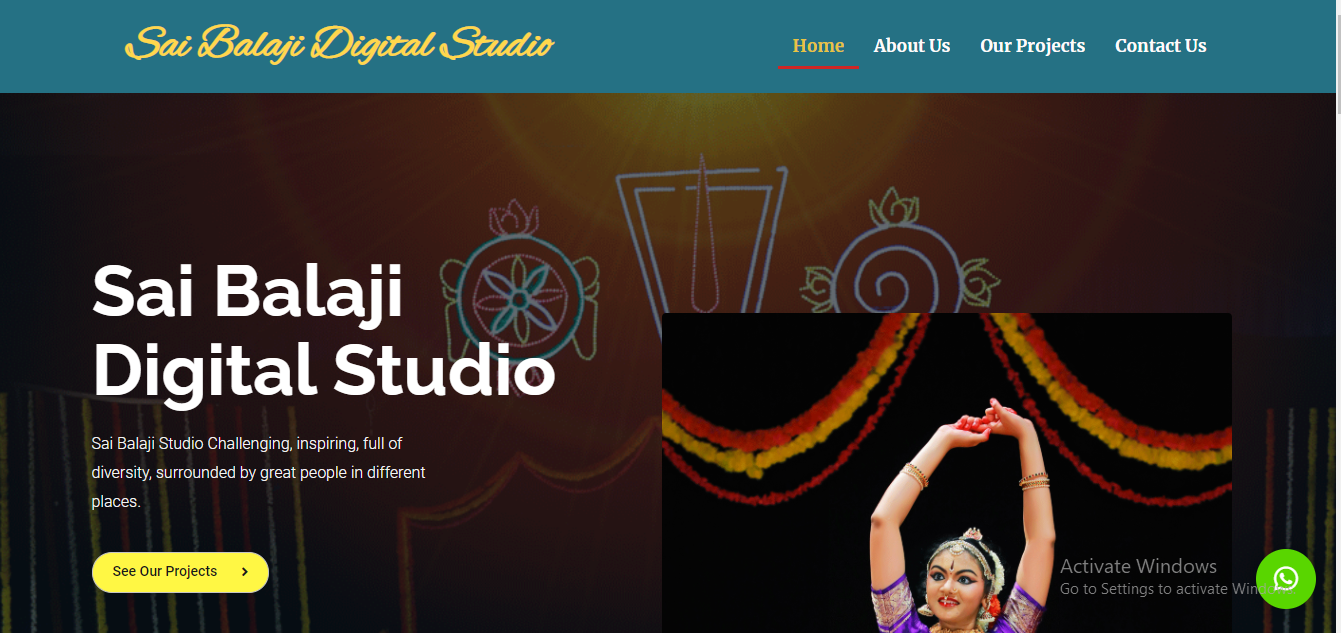 Sai Balaji Digital Studio
Home
About Us
Our Projects
Contact Us
Sai Balaji
Digital Studio
Sai Balaji Studio Challenging, inspiring, full of
diversity, surrounded by great people in different
places.
See Our Projects
Activate Windows
Go to Settings to activate Windows.